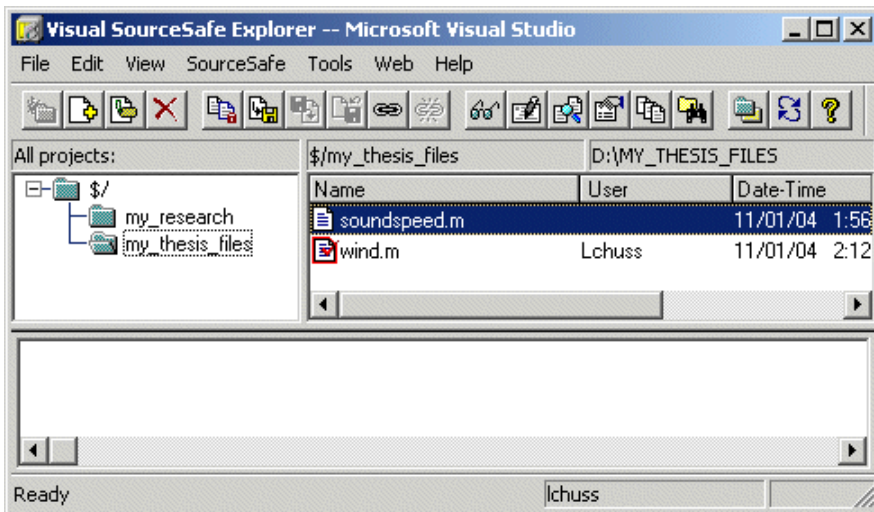 Visual SourceSafe Explorer -- Microsoft Visual Studio
File Edit View SourceSafe Tools Web Help
All projects: $/my_thesis_files D:\MY_THESIS_FILES
$/
my_research
my_thesis_files
Name User Date-Time
soundspeed.m 11/01/04 1:56
wind.m Lchuss 11/01/04 2:12
Ready lchuss